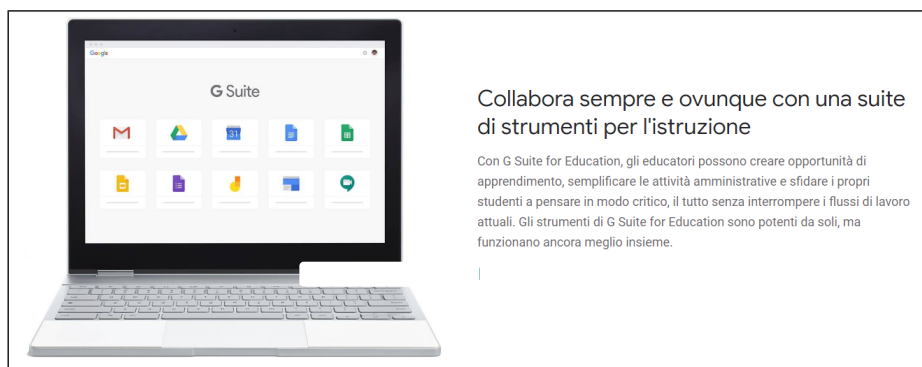 Google
G Suite
31
Collabora sempre e ovunque con una suite
di strumenti per l'istruzione
Con G Suite for Education, gli educatori possono creare opportunità di
apprendimento, semplificare le attività amministrative e sfidare i propri
studenti a pensare in modo critico, il tutto senza interrompere i flussi di lavoro
attuali. Gli strumenti di G Suite for Education sono potenti da soli, ma
funzionano ancora meglio insieme.